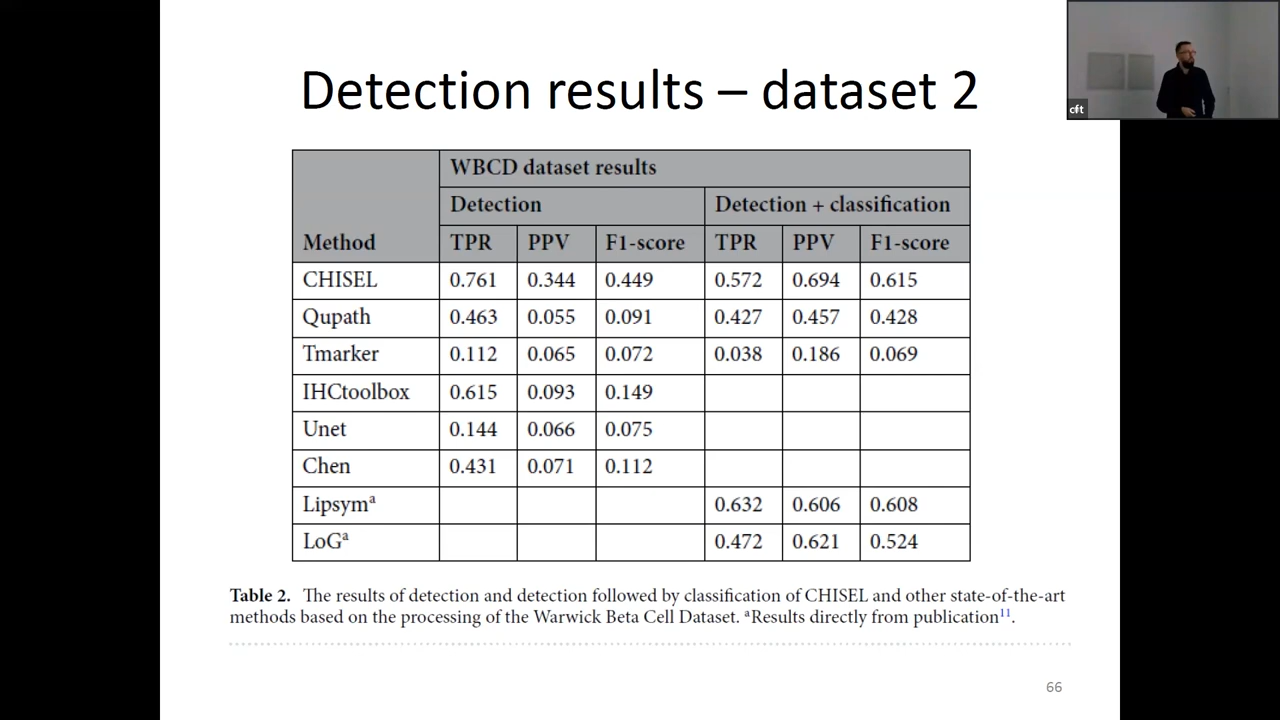 Detection results – dataset 2
cft
WBCD dataset results
Detection Detection + classification
Method TPR PPV F1-score TPR PPV F1-score
CHISEL 0.761 0.344 0.449 0.572 0.694 0.615
Qupath 0.463 0.055 0.091 0.427 0.457 0.428
Tmarker 0.112 0.065 0.072 0.038 0.186 0.069
IHCtoolbox 0.615 0.093 0.149
Unet 0.144 0.066 0.075
Chen 0.431 0.071 0.112
Lipsymᵃ 0.632 0.606 0.608
LoGᵃ 0.472 0.621 0.524
Table 2. The results of detection and detection followed by classification of CHISEL and other state-of-the-art
methods based on the processing of the Warwick Beta Cell Dataset. ᵃResults directly from publication¹¹.
66